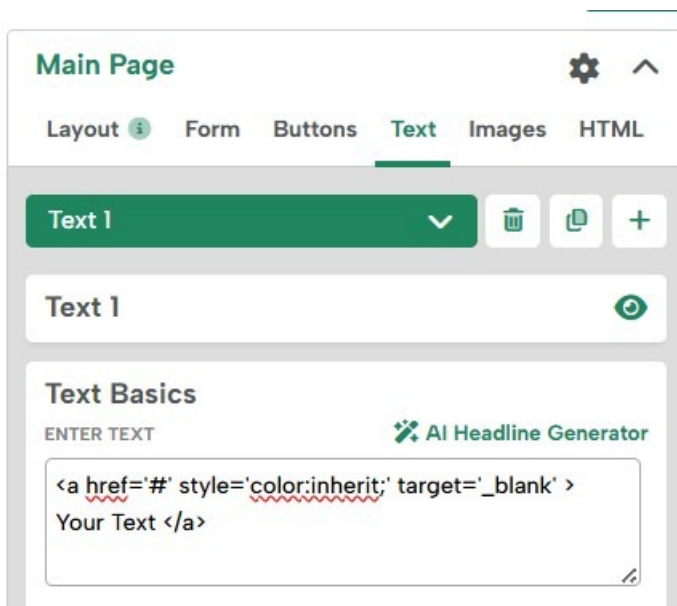 Main Page
Layout i Form Buttons Text Images HTML
Text 1
Text 1
Text Basics
ENTER TEXT AI Headline Generator
<a href='#' style='color:inherit;' target='_blank' >
Your Text </a>